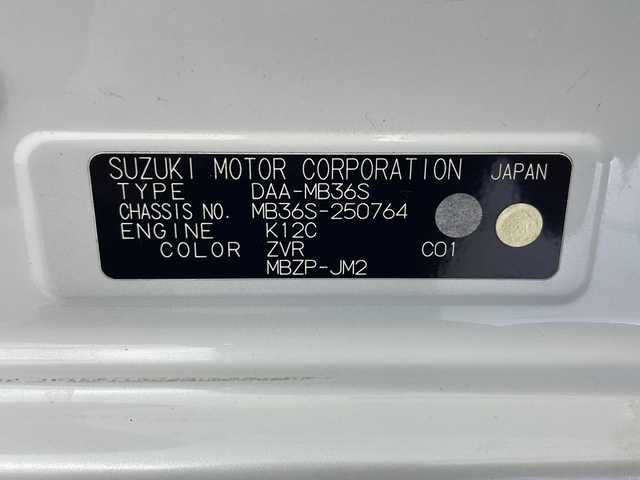 SUZUKI MOTOR CORPORATION JAPAN
TYPE DAA-MB36S
CHASSIS NO. MB36S-250764
ENGINE K12C
COLOR ZVR C01
MBZP-JM2